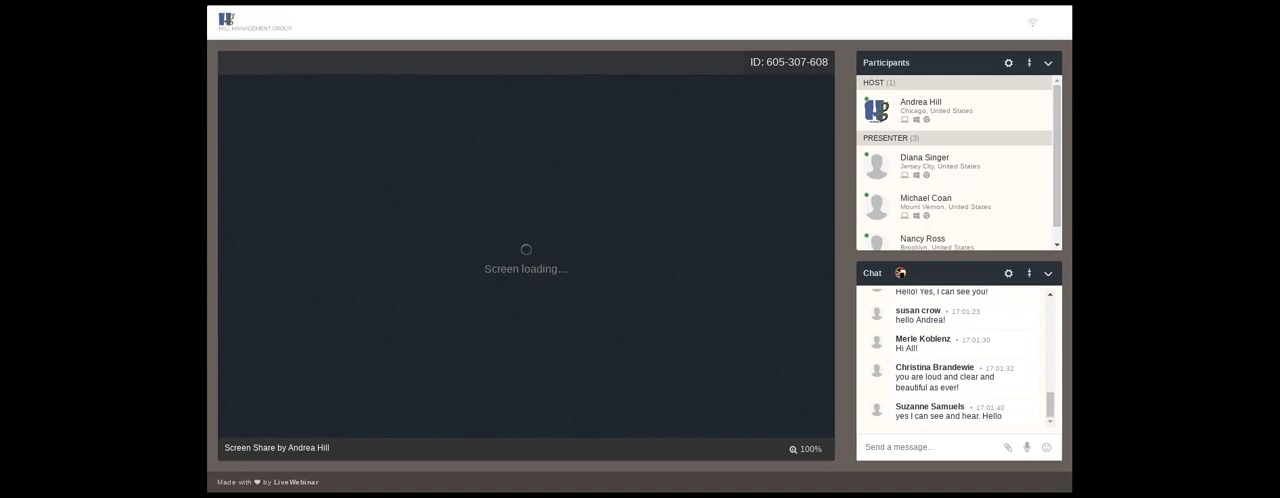 HILL MANAGEMENT GROUP
ID: 605-307-608
Screen loading…
Screen Share by Andrea Hill
100%
Participants
HOST (1)
Andrea Hill
Chicago, United States
PRESENTER (3)
Diana Singer
Jersey City, United States
Michael Coan
Mount Vernon, United States
Nancy Ross
Brooklyn, United States
Chat
Hello! Yes, I can see you!
susan crow • 17:01:23
hello Andrea!
Merle Koblenz • 17:01:30
Hi All!
Christina Brandewie • 17:01:32
you are loud and clear and
beautiful as ever!
Suzanne Samuels • 17:01:40
yes I can see and hear. Hello
Send a message...
Made with ❤ by LiveWebinar